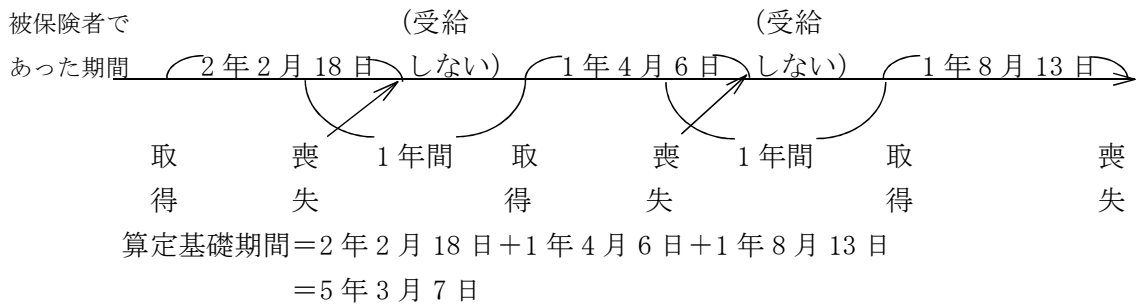 被保険者で (受給 (受給
あった期間 2年2月18日 しない) 1年4月6日 しない) 1年8月13日
取 喪 1年間 取 喪 1年間 取 喪
得 失 得 失 得 失
算定基礎期間＝2年2月18日＋1年4月6日＋1年8月13日
＝5年3月7日